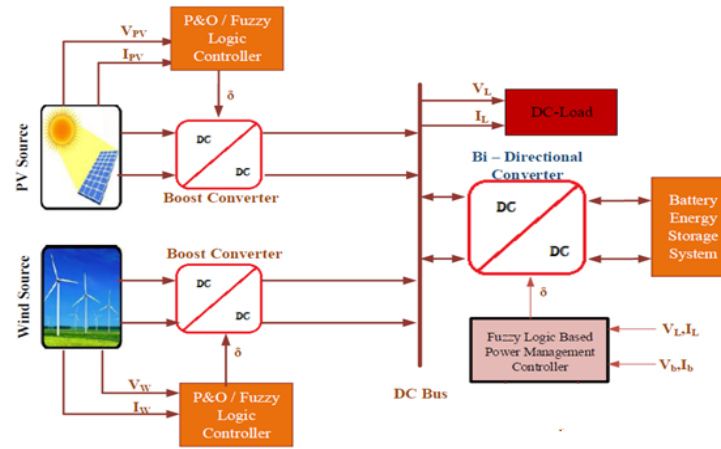 P&O / Fuzzy
Logic
Controller
V_PV
I_PV
δ
PV Source
DC
DC
Boost Converter
V_L
I_L
DC-Load
Bi – Directional
Converter
DC
DC
Battery
Energy
Storage
System
Boost Converter
Wind Source
DC
DC
δ
δ
Fuzzy Logic Based
Power Management
Controller
V_L,I_L
V_b,I_b
V_W
I_W
P&O / Fuzzy
Logic
Controller
DC Bus